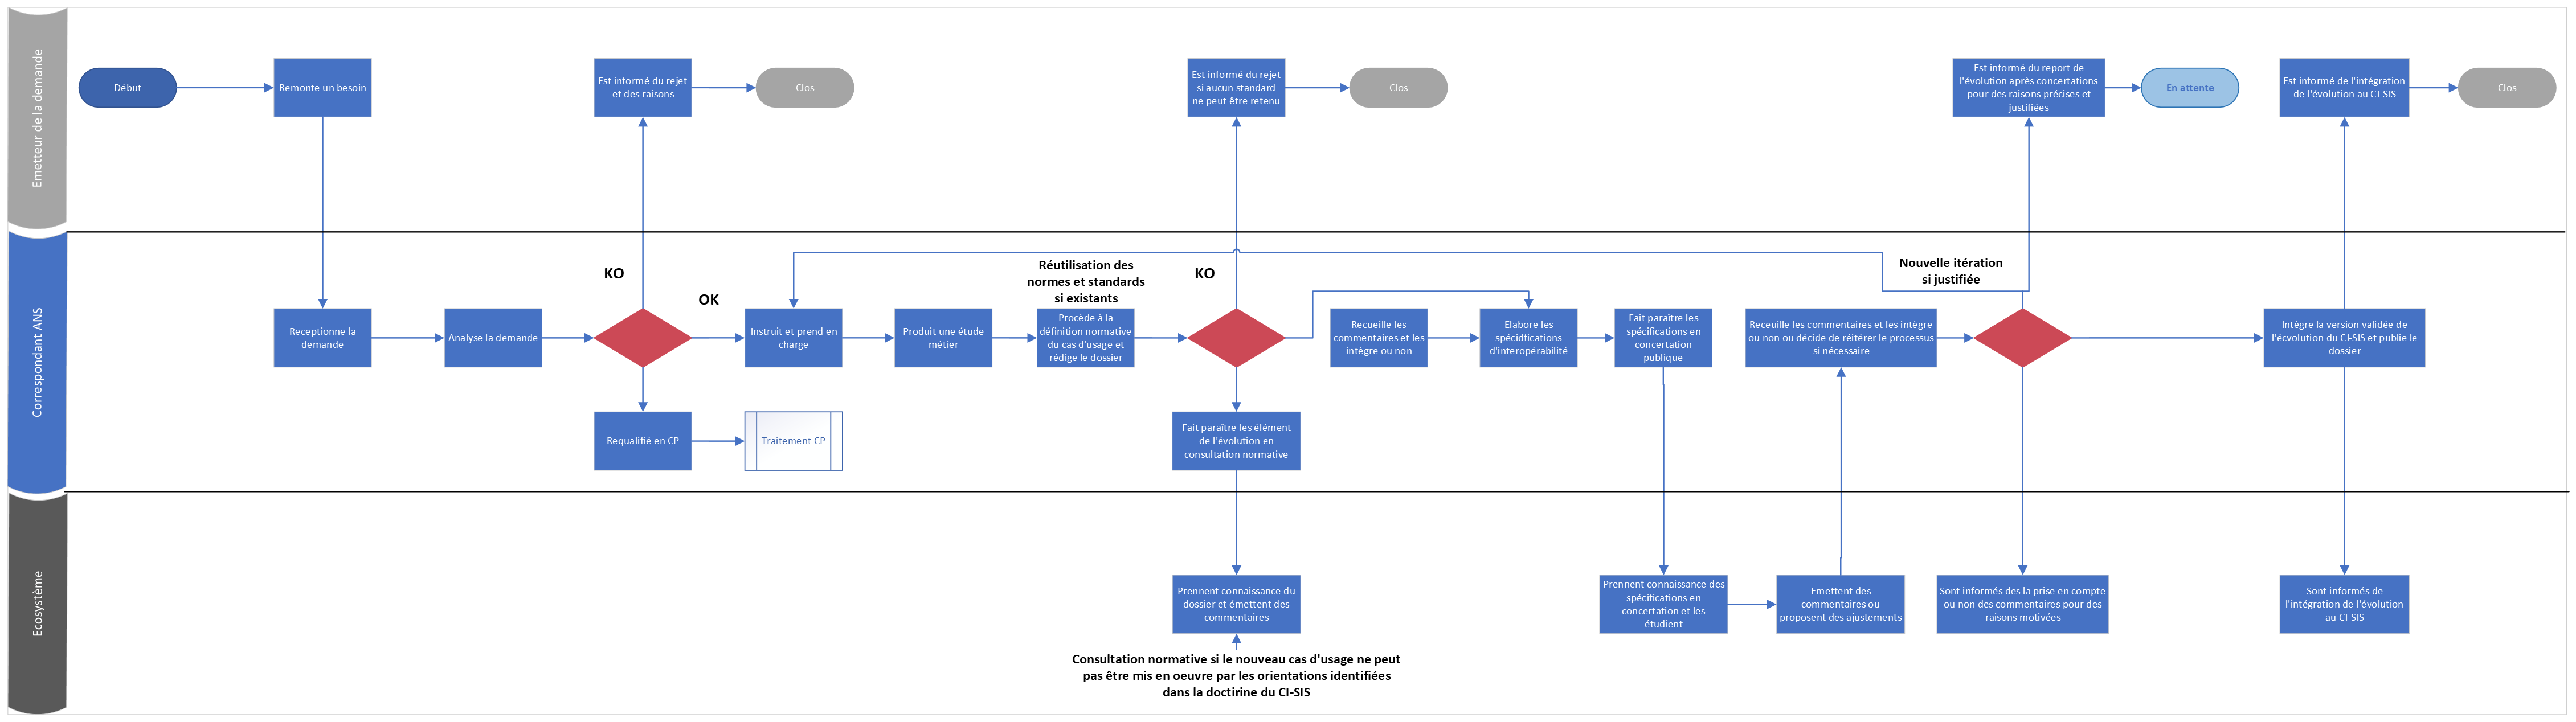 Emetteur de la demande
Début
Remonte un besoin
Est informé du rejet
et des raisons
Clos
Est informé du rejet
si aucun standard
ne peut être retenu
Clos
Est informé du report de
l'évolution après concertations
pour des raisons précises et
justifiées
En attente
Est informé de l'intégration
de l'évolution au CI-SIS
Clos
Correspondant ANS
KO
OK
Réutilisation des
normes et standards
si existants
KO
Nouvelle itération
si justifiée
Receptionne la
demande
Analyse la demande
Instruit et prend en
charge
Produit une étude
métier
Procède à la
définition normative
du cas d'usage et
rédige le dossier
Recueille les
commentaires et les
intègre ou non
Elabore les
spécidfications
d'interopérabilité
Fait paraître les
spécifications en
concertation
publique
Receuille les commentaires et les intègre
ou non ou décide de réitérer le processus
si nécessaire
Intègre la version validée de
l'écvolution du CI-SIS et publie le
dossier
Requalifié en CP
Traitement CP
Fait paraître les élément
de l'évolution en
consultation normative
Ecosystème
Prennent connaissance du
dossier et émettent des
commentaires
Prennent connaissance des
spécifications en
concertation et les
étudient
Emettent des
commentaires ou
proposent des ajustements
Sont informés des la prise en compte
ou non des commentaires pour des
raisons motivées
Sont informés de
l'intégration de l'évolution
au CI-SIS
Consultation normative si le nouveau cas d'usage ne peut
pas être mis en oeuvre par les orientations identifiées
dans la doctirine du CI-SIS